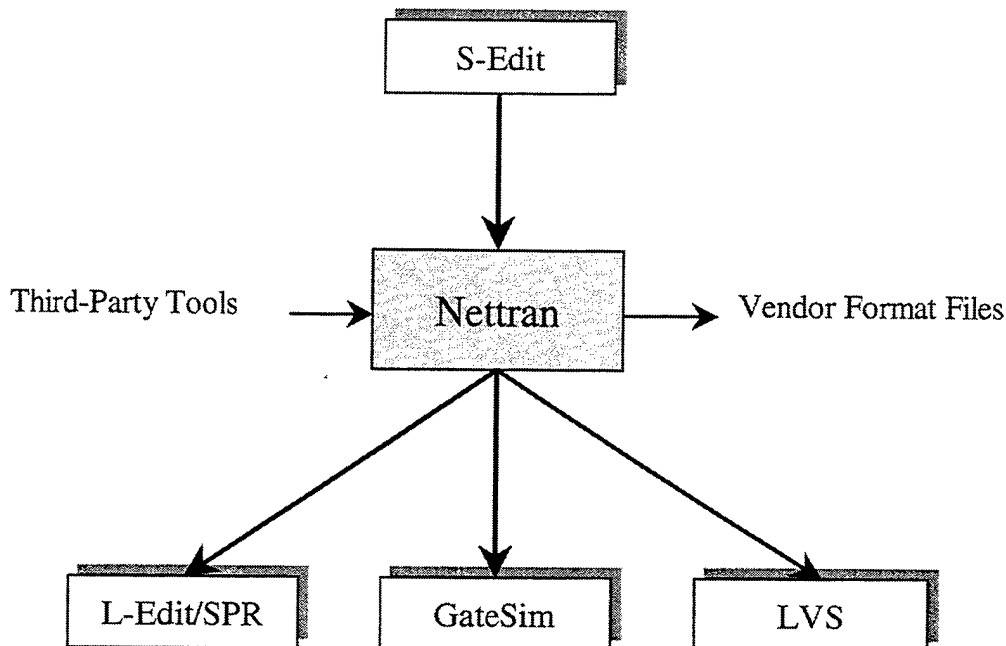 S-Edit
Third-Party Tools
Nettran
Vendor Format Files
L-Edit/SPR
GateSim
LVS